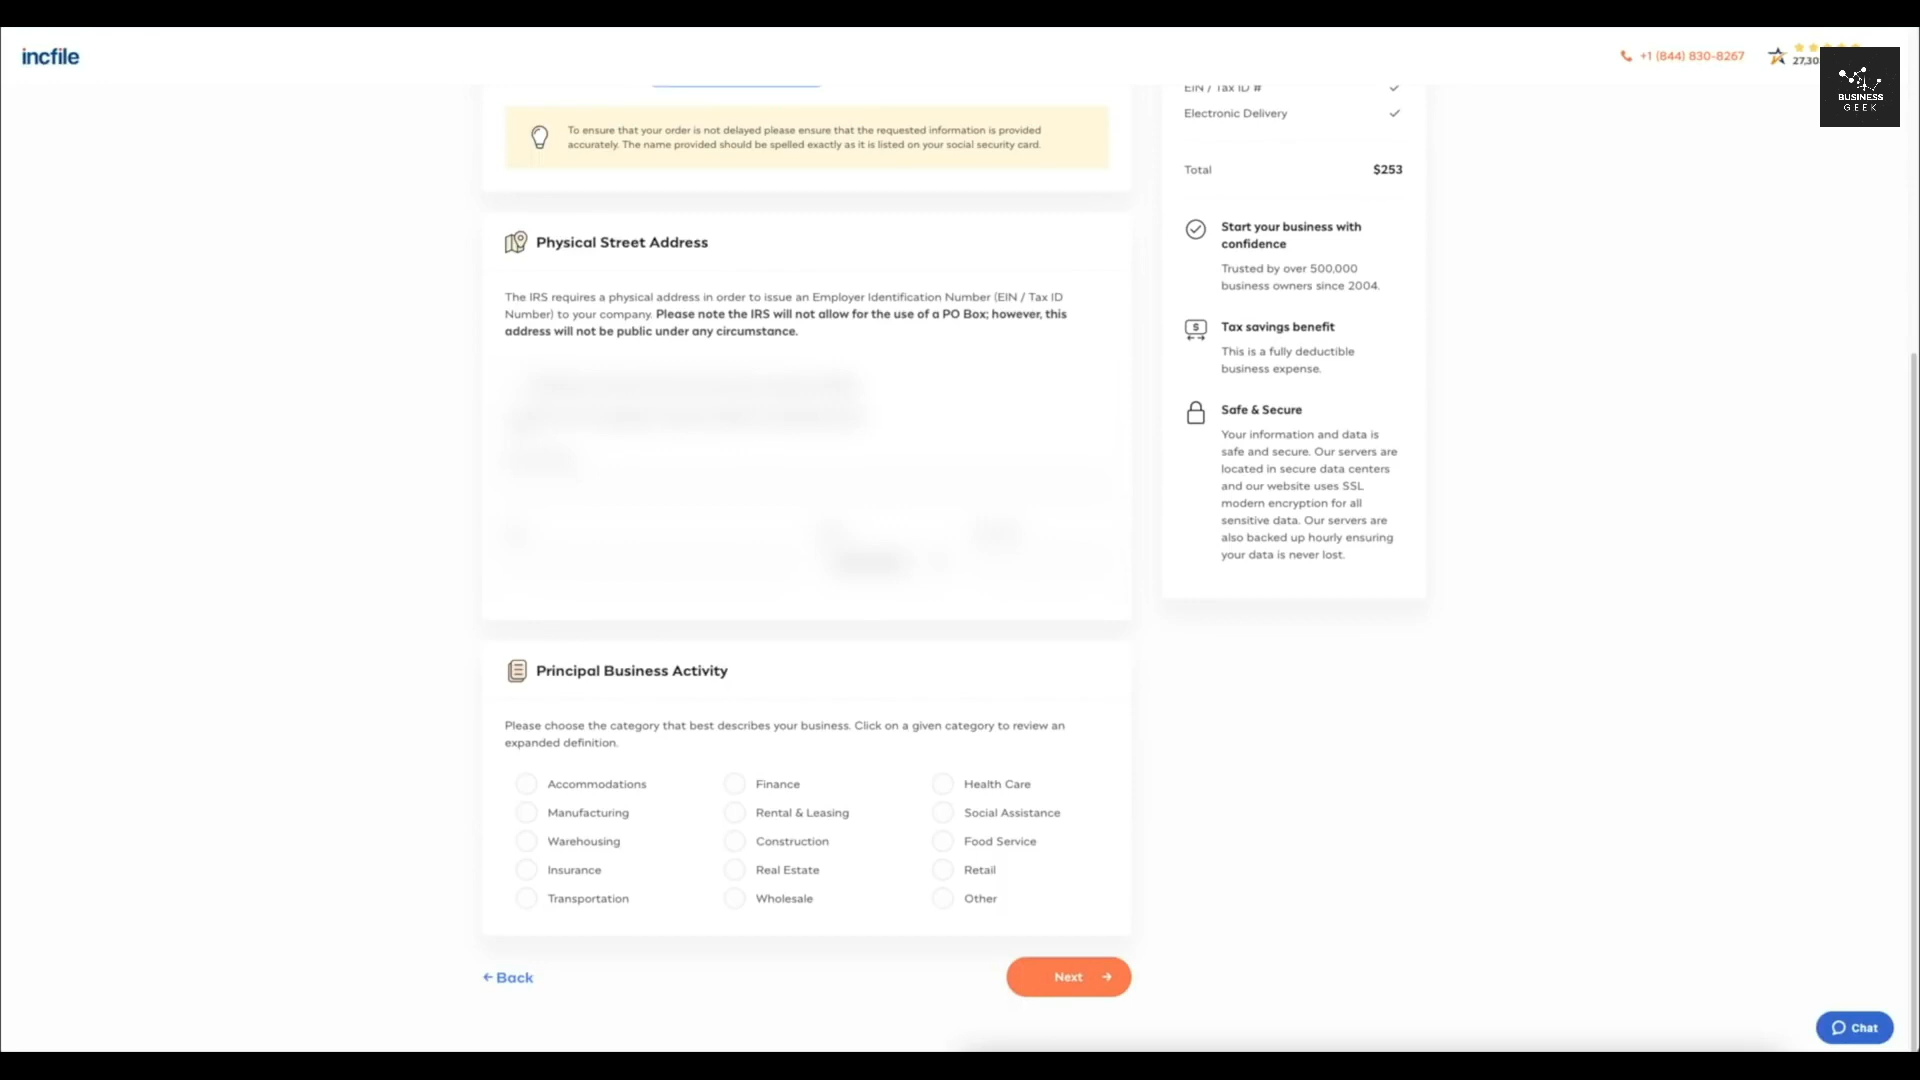 incfile
+1 (844) 830-8267
27,30
BUSINESS
GEEK
EIN / Tax ID #
Electronic Delivery
To ensure that your order is not delayed please ensure that the requested information is provided
accurately. The name provided should be spelled exactly as it is listed on your social security card.
Total $253
Physical Street Address
The IRS requires a physical address in order to issue an Employer Identification Number (EIN / Tax ID
Number) to your company. Please note the IRS will not allow for the use of a PO Box; however, this
address will not be public under any circumstance.
Start your business with
confidence
Trusted by over 500,000
business owners since 2004.
Tax savings benefit
This is a fully deductible
business expense.
Safe & Secure
Your information and data is
safe and secure. Our servers are
located in secure data centers
and our website uses SSL
modern encryption for all
sensitive data. Our servers are
also backed up hourly ensuring
your data is never lost.
Principal Business Activity
Please choose the category that best describes your business. Click on a given category to review an
expanded definition.
Accommodations Finance Health Care
Manufacturing Rental & Leasing Social Assistance
Warehousing Construction Food Service
Insurance Real Estate Retail
Transportation Wholesale Other
← Back
Next →
Chat